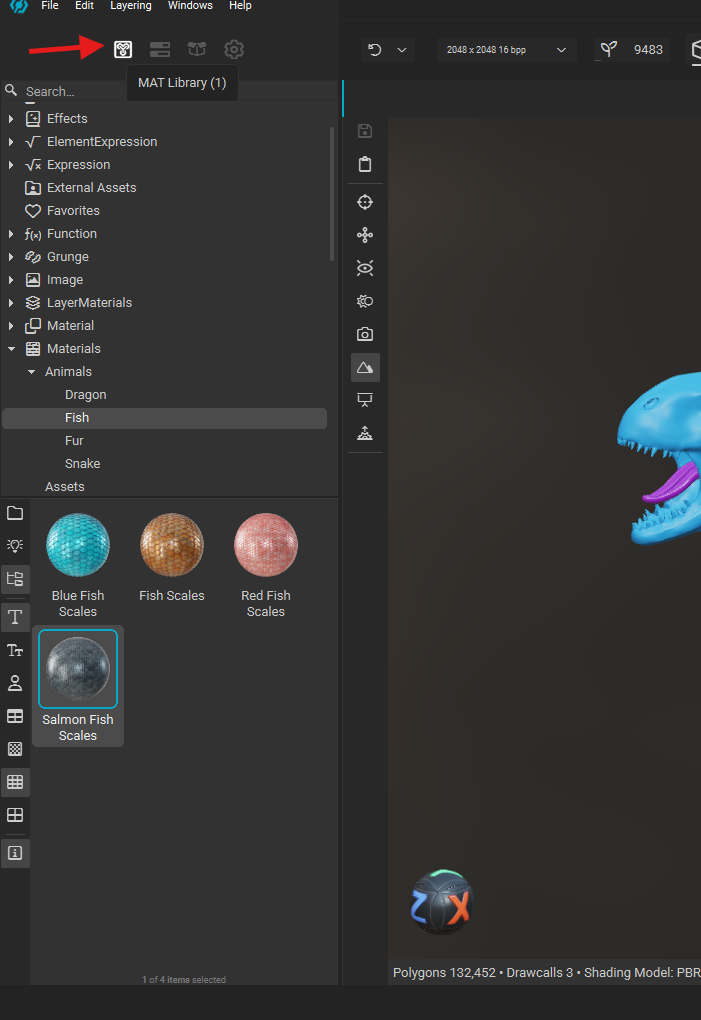 File Edit Layering Windows Help
2048 x 2048 16 bpp
9483
Search...
MAT Library (1)
Effects
ElementExpression
Expression
External Assets
Favorites
f(x) Function
Grunge
Image
LayerMaterials
Material
Materials
Animals
Dragon
Fish
Fur
Snake
Assets
Blue Fish
Scales
Fish Scales
Red Fish
Scales
Salmon Fish
Scales
Z X
1 of 4 items selected
Polygons 132,452 • Drawcalls 3 • Shading Model: PBR